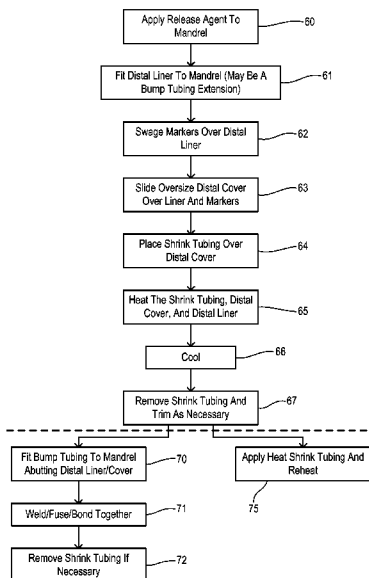 Apply Release Agent To
Mandrel
60
Fit Distal Liner To Mandrel (May Be A
Bump Tubing Extension)
61
Swage Markers Over Distal
Liner
62
Slide Oversize Distal Cover
Over Liner And Markers
63
Place Shrink Tubing Over
Distal Cover
64
Heat The Shrink Tubing, Distal
Cover, And Distal Liner
65
Cool
66
Remove Shrink Tubing And
Trim As Necessary
67
Fit Bump Tubing To Mandrel
Abutting Distal Liner/Cover
70
Apply Heat Shrink Tubing And
Reheat
75
Weld/Fuse/Bond Together
71
Remove Shrink Tubing If
Necessary
72